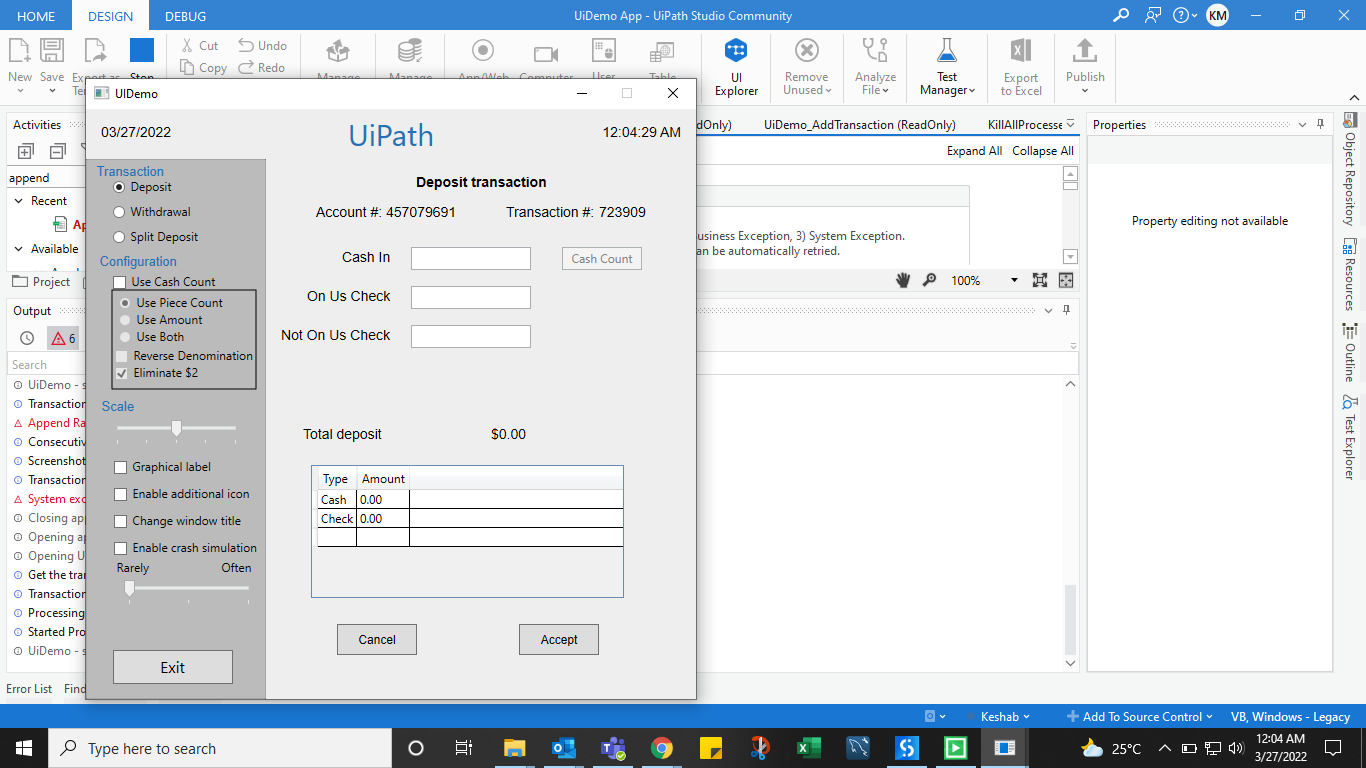 HOME DESIGN DEBUG UiDemo App - UiPath Studio Community KM
New Save Export as Stop Cut Undo
Copy Redo
Manage Manage App/Web Computer User Table
UI Explorer
Remove Unused
Analyze File
Test Manager
Export to Excel
Publish
UIDemo
Activities
append
Recent
Available
Project
Output
6
Search
UiDemo - s
Transaction
Append Ra
Consecutiv
Screenshot
Transaction
System exc
Closing app
Opening ap
Opening U
Get the tran
Transaction
Processing
Started Pro
UiDemo - s
Error List Find
03/27/2022 UiPath 12:04:29 AM
Transaction
Deposit
Withdrawal
Split Deposit
Configuration
Use Cash Count
Use Piece Count
Use Amount
Use Both
Reverse Denomination
Eliminate $2
Scale
Graphical label
Enable additional icon
Change window title
Enable crash simulation
Rarely Often
Exit
Deposit transaction
Account #: 457079691 Transaction #: 723909
Cash In Cash Count
On Us Check
Not On Us Check
Total deposit $0.00
Type Amount
Cash 0.00
Check 0.00
Cancel Accept
dOnly) UiDemo_AddTransaction (ReadOnly) KillAllProcesse
Expand All Collapse All
usiness Exception, 3) System Exception.
an be automatically retried.
100%
Properties
Property editing not available
Object Repository
Resources
Outline
Test Explorer
Keshab Add To Source Control VB, Windows - Legacy
Type here to search
25°C
12:04 AM
3/27/2022